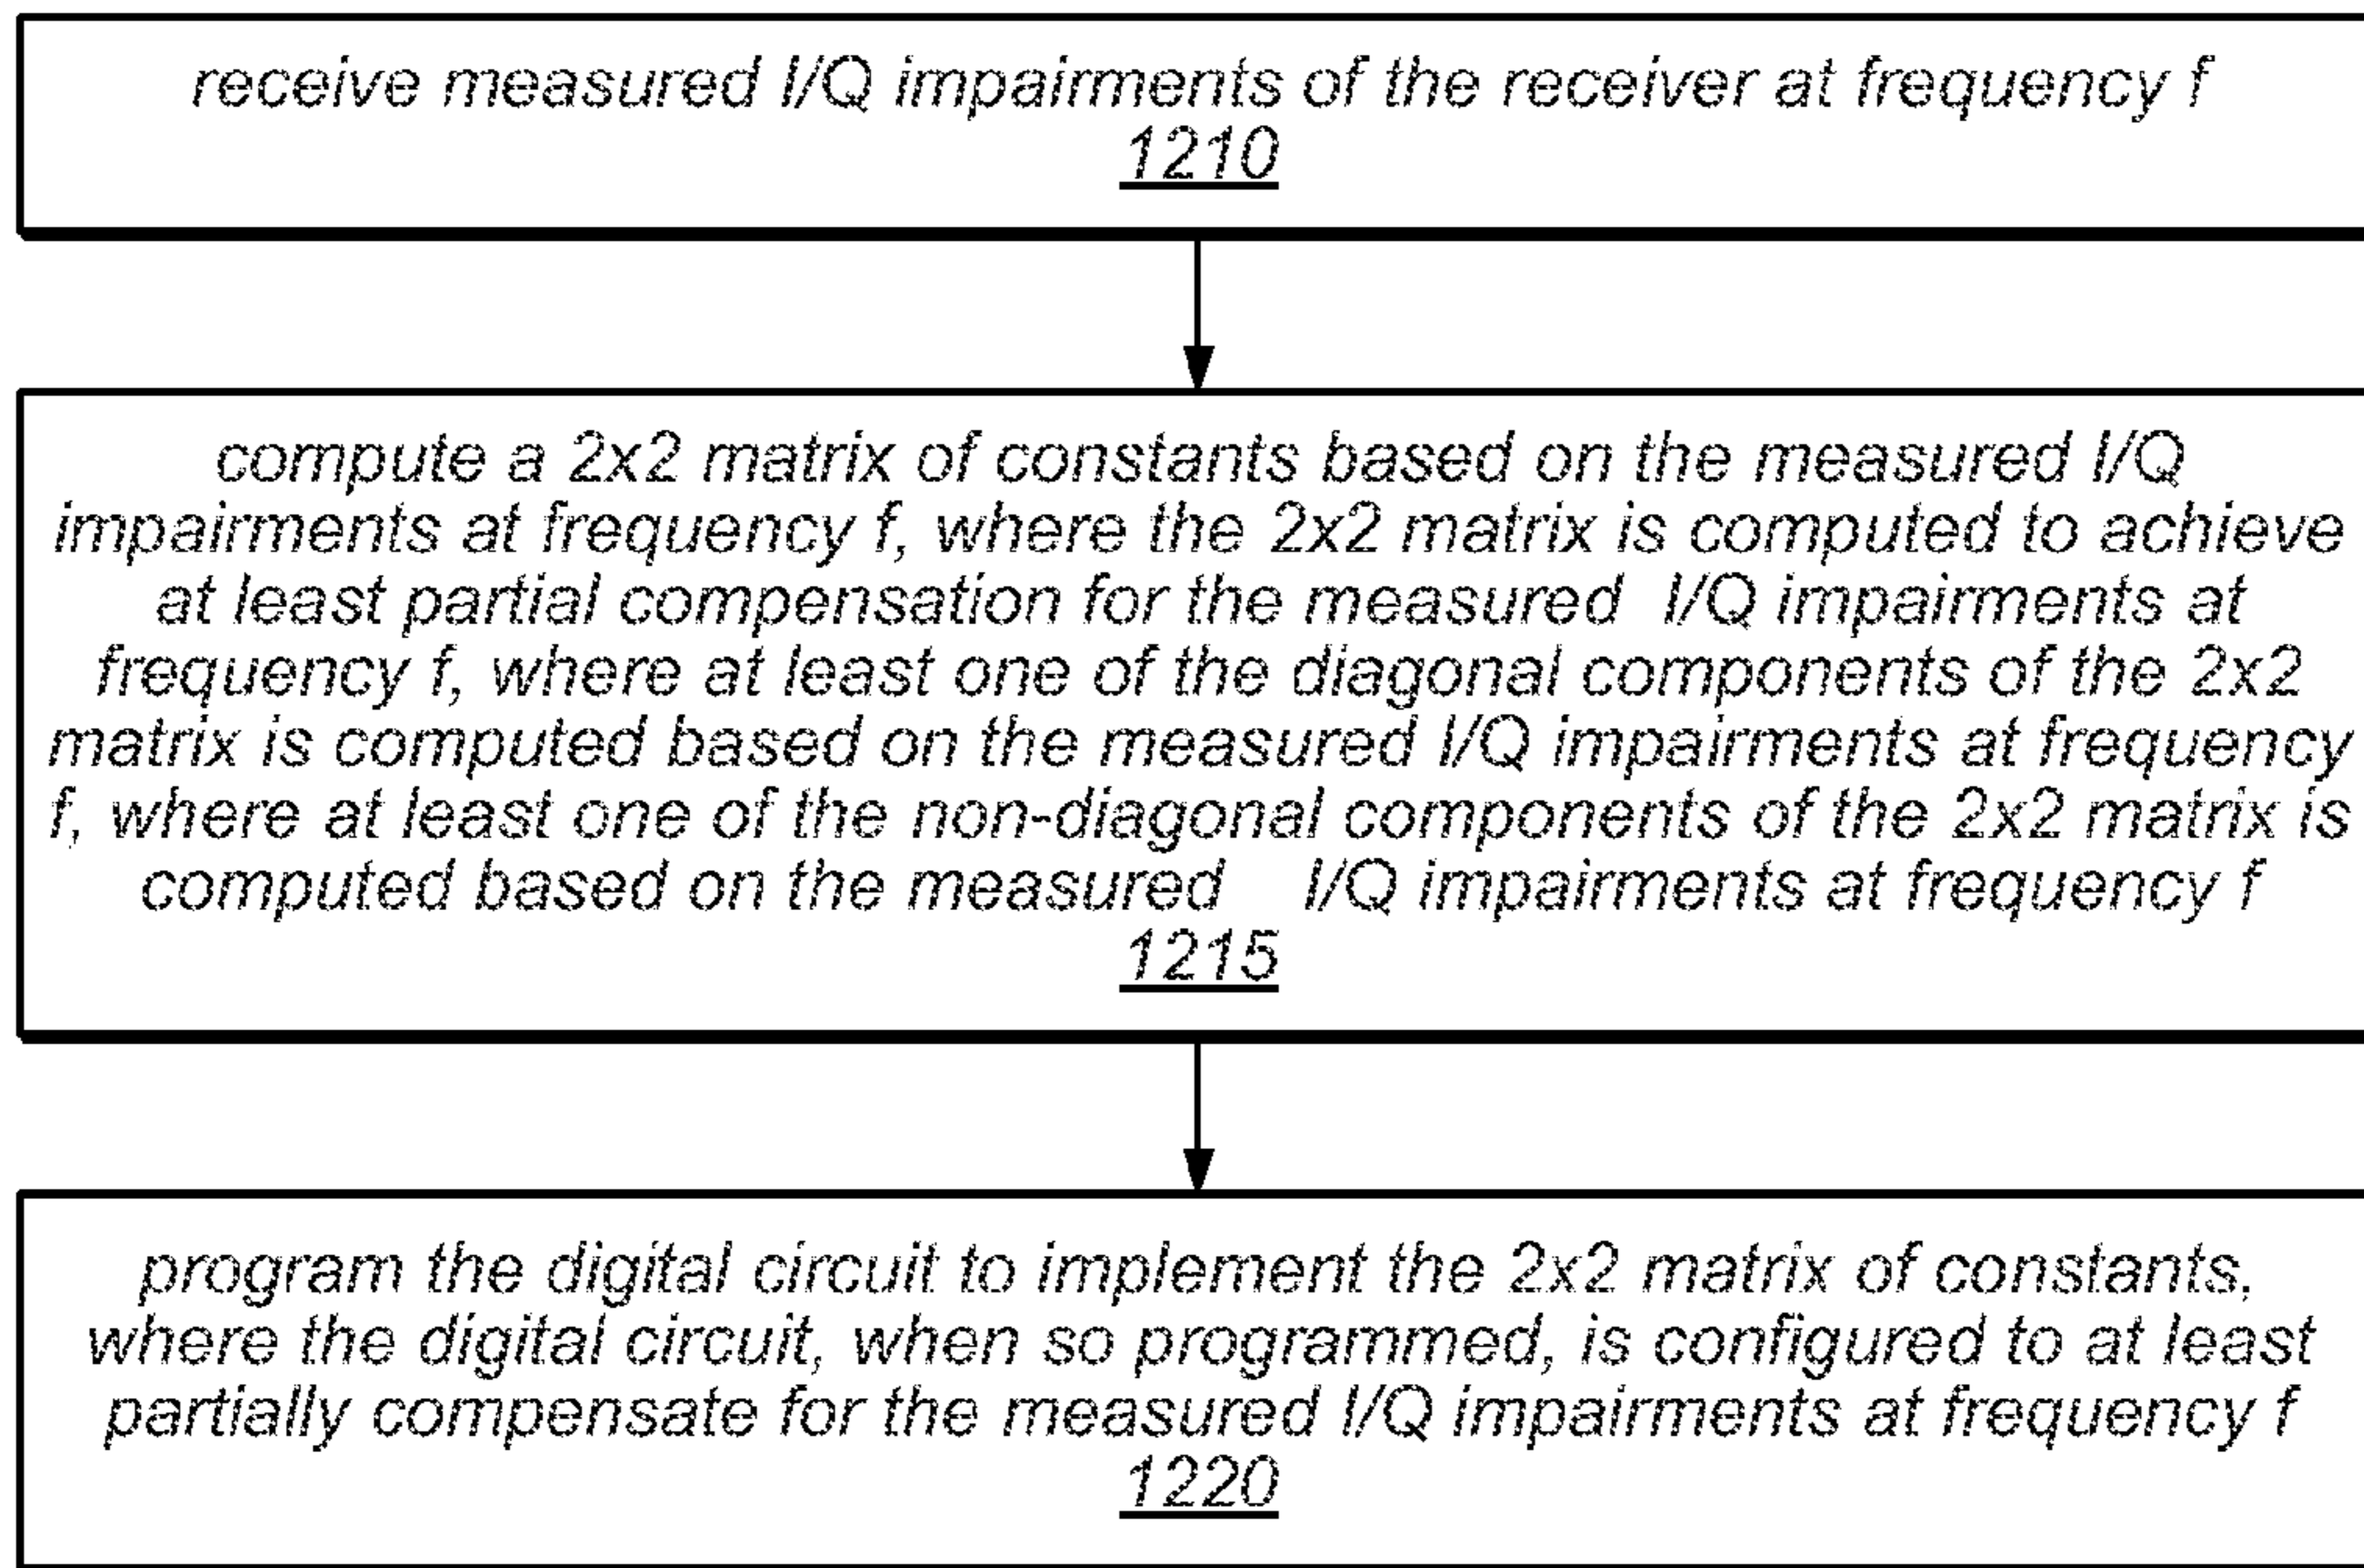 receive measured I/Q impairments of the receiver at frequency f
1210
compute a 2x2 matrix of constants based on the measured I/Q
impairments at frequency f, where the 2x2 matrix is computed to achieve
at least partial compensation for the measured I/Q impairments at
frequency f, where at least one of the diagonal components of the 2x2
matrix is computed based on the measured I/Q impairments at frequency
f, where at least one of the non-diagonal components of the 2x2 matrix is
computed based on the measured I/Q impairments at frequency f
1215
program the digital circuit to implement the 2x2 matrix of constants,
where the digital circuit, when so programmed, is configured to at least
partially compensate for the measured I/Q impairments at frequency f
1220